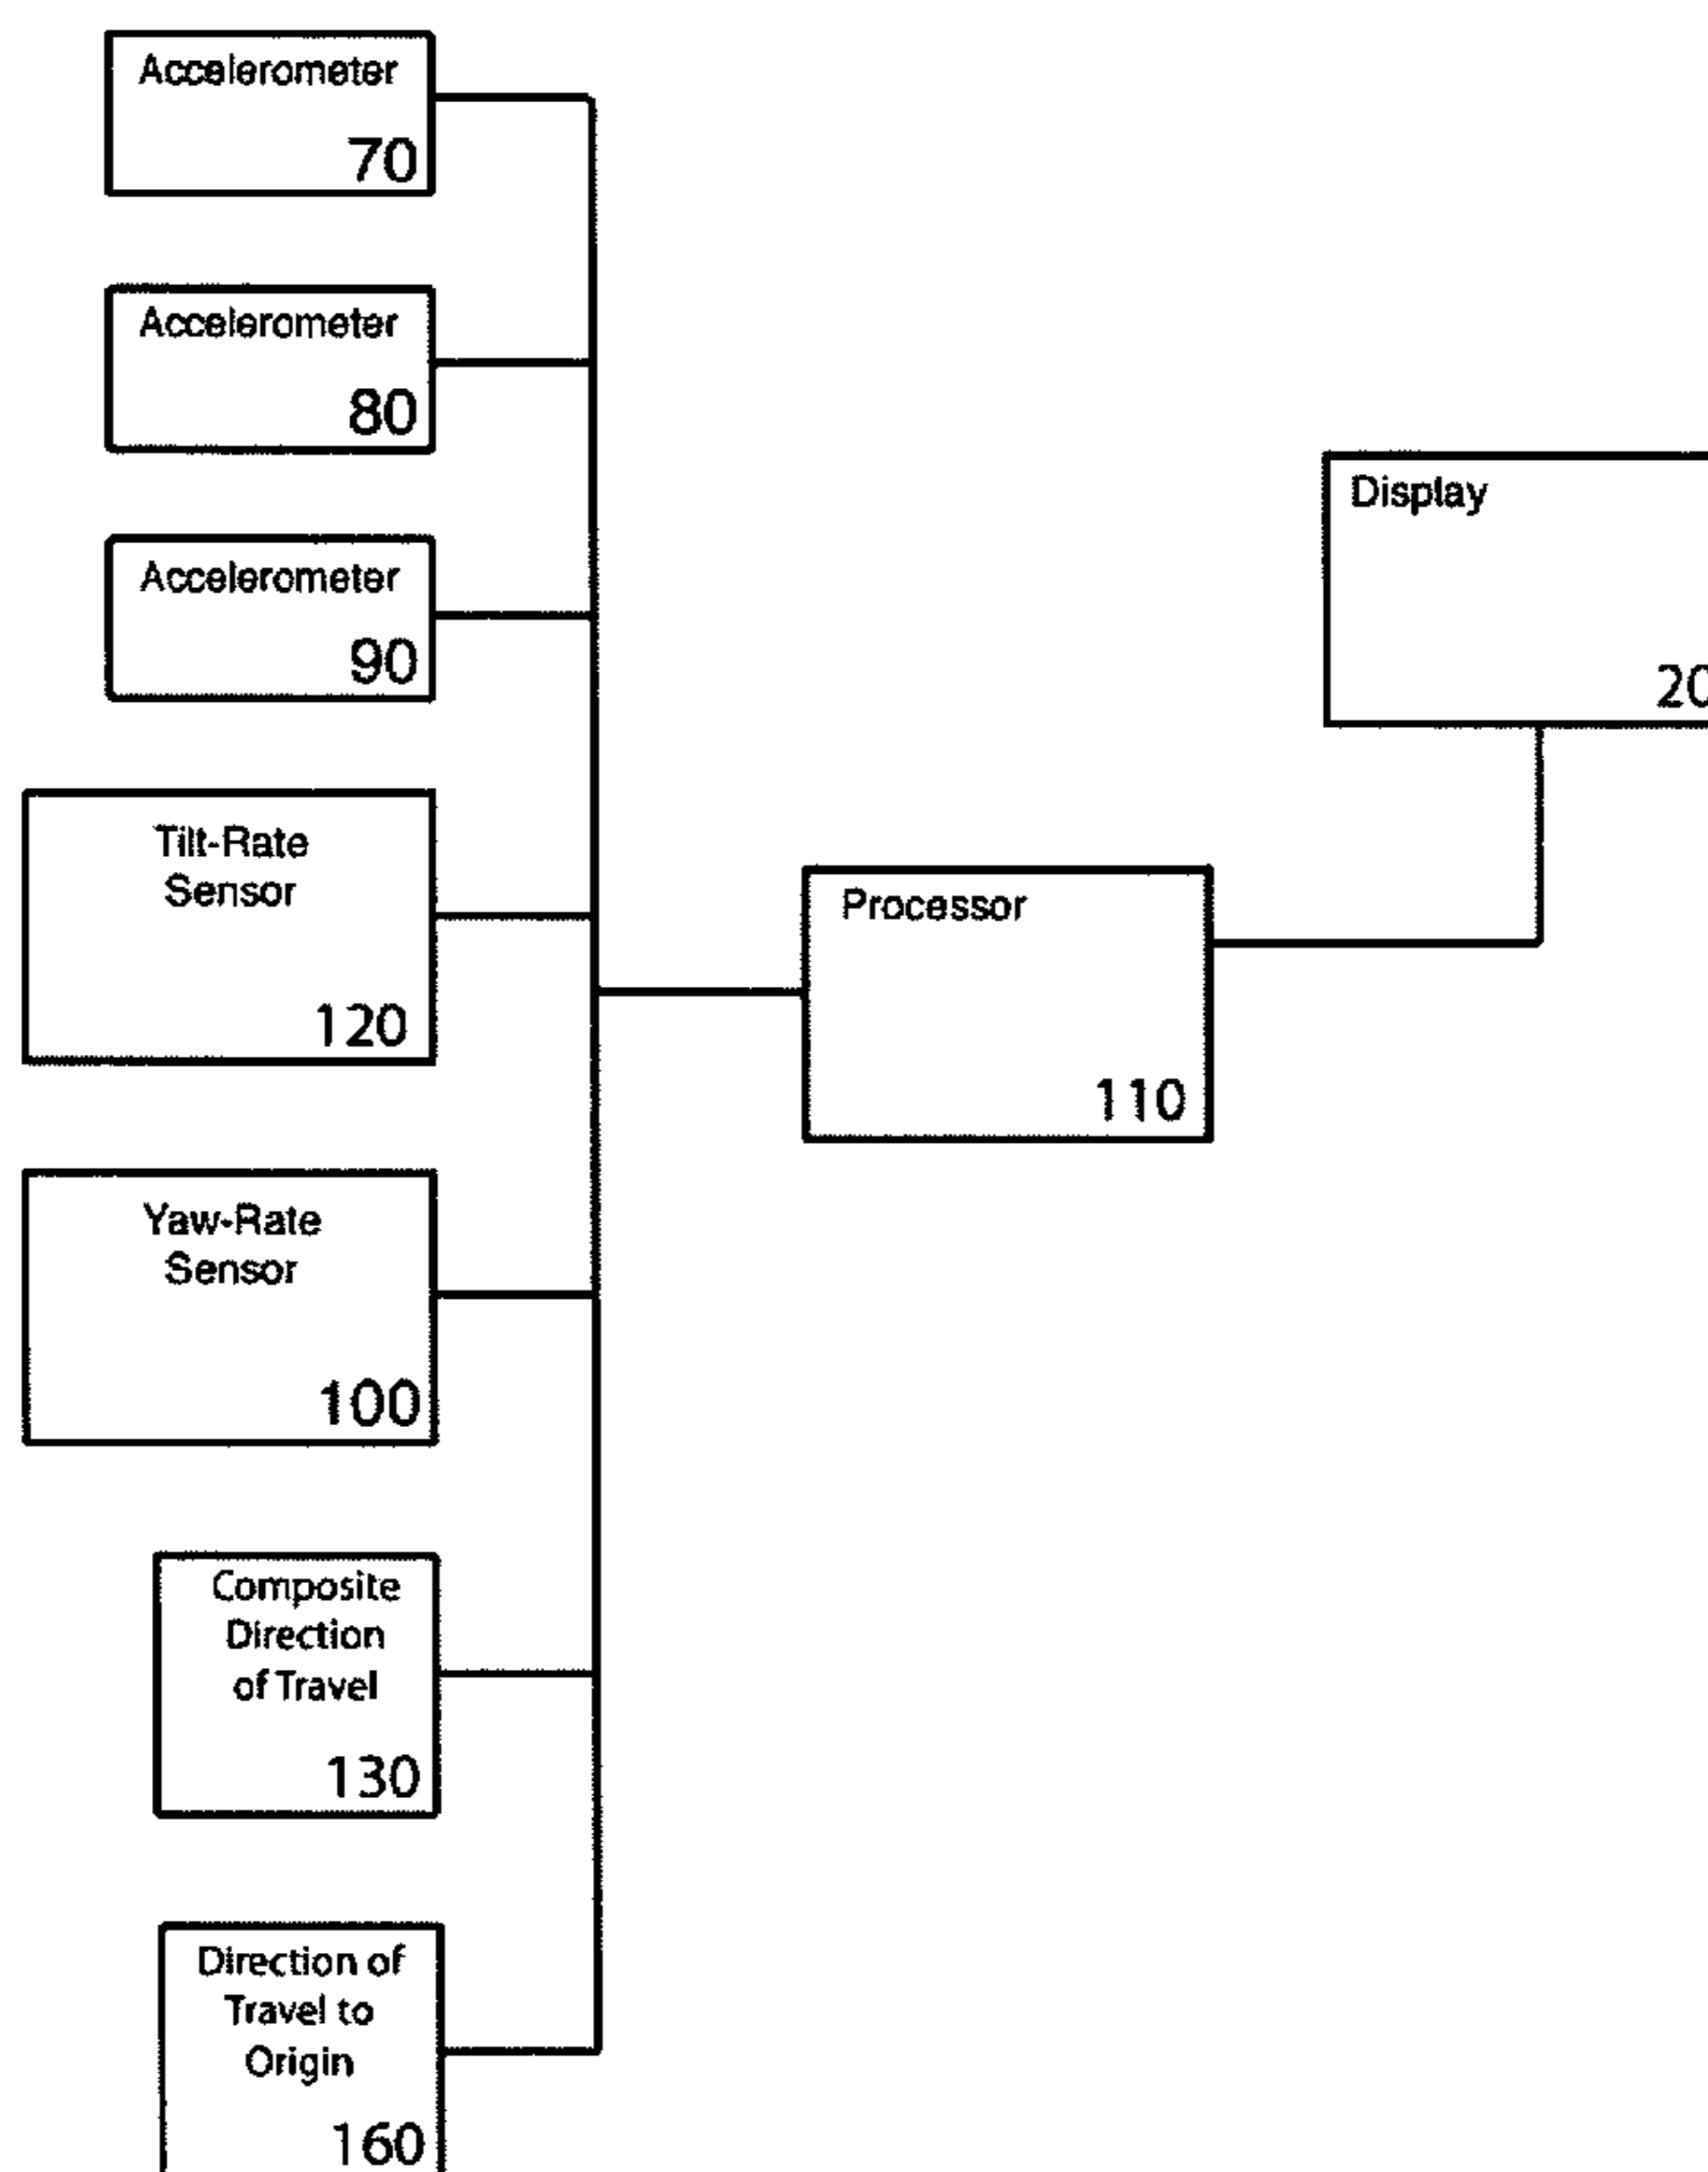 Accelerometer
70
Accelerometer
80
Accelerometer
90
Display
20
Tilt-Rate
Sensor
120
Processor
110
Yaw-Rate
Sensor
100
Composite
Direction
of Travel
130
Direction of
Travel to
Origin
160